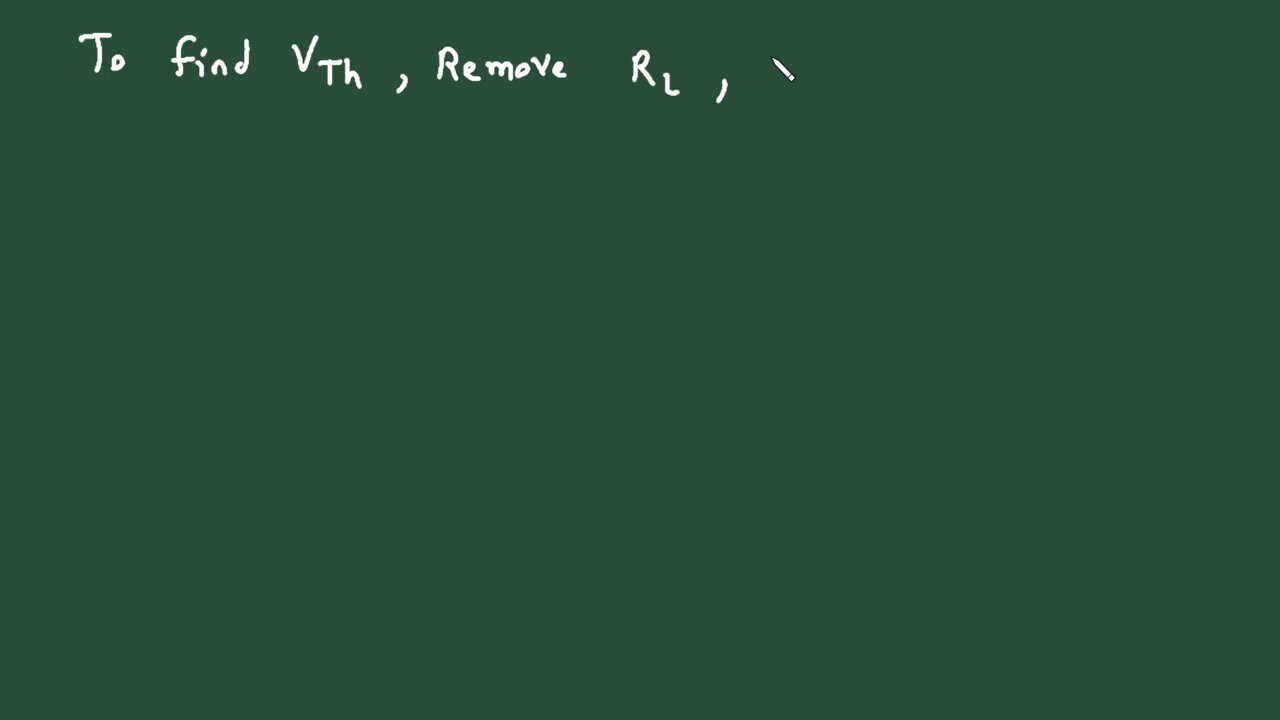 To find V_Th , Remove R_L ,